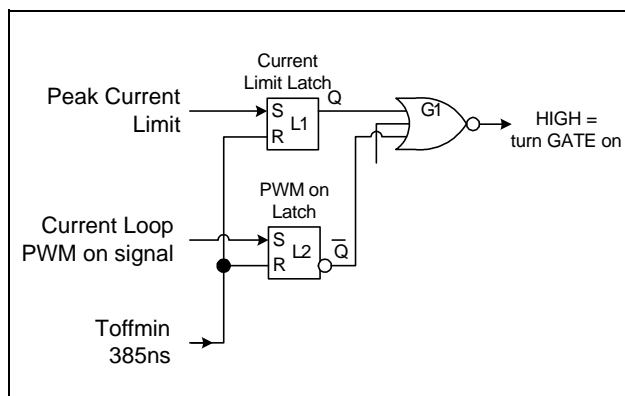 Current
Limit Latch
Peak Current
Limit
S
R
L1
Q
G1
HIGH =
turn GATE on
PWM on
Latch
Current Loop
PWM on signal
S
R
L2
Q̅
Toffmin
385ns